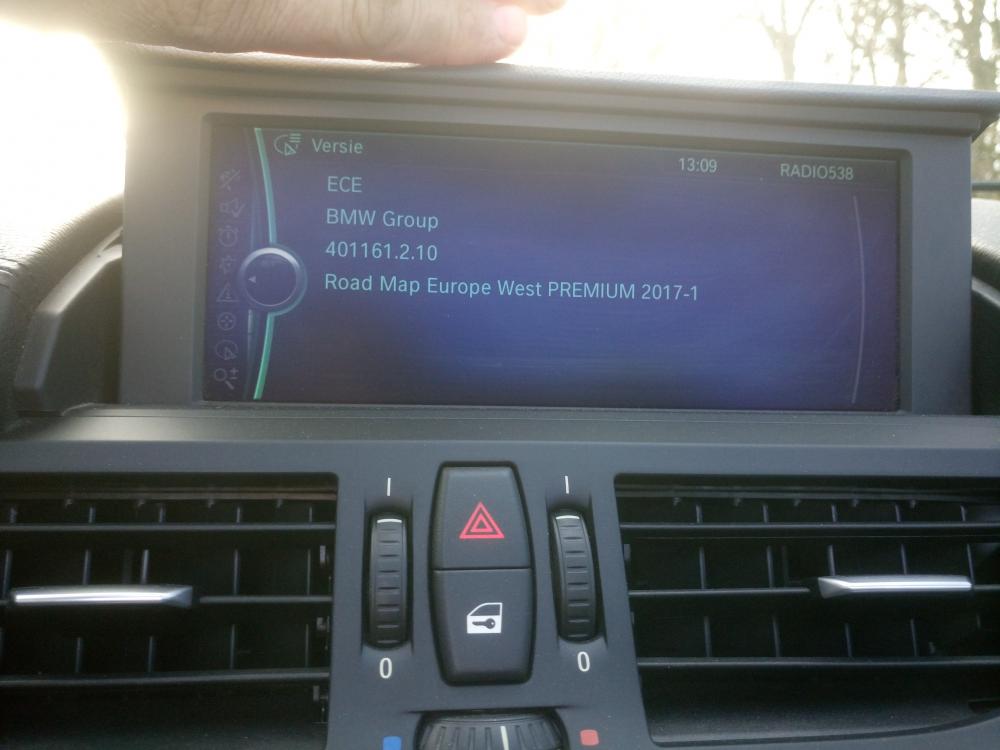 Versie
13:09
RADIO538
ECE
BMW Group
401161.2.10
Road Map Europe West PREMIUM 2017-1
0
0